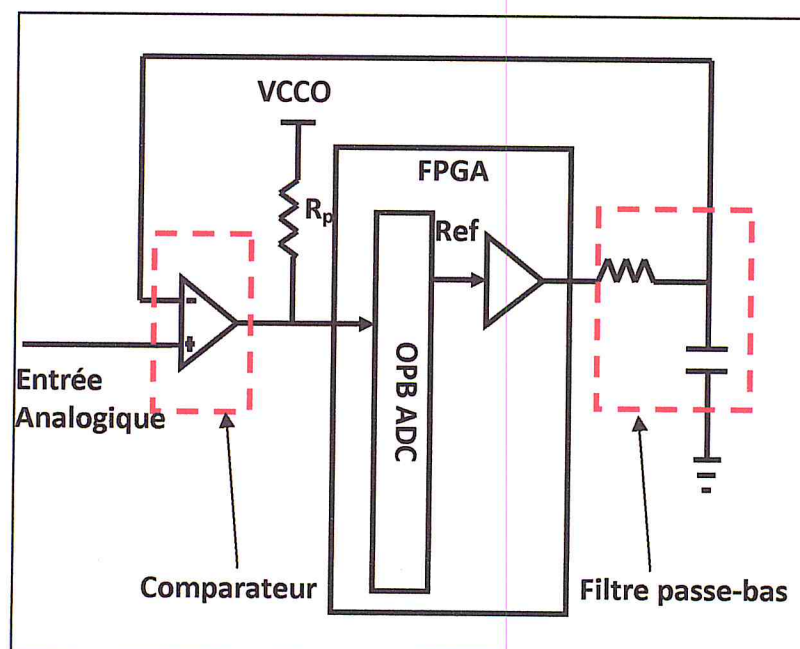 VCCO
FPGA
Rp
Ref
-
+
OPB ADC
Entrée
Analogique
Comparateur
Filtre passe-bas